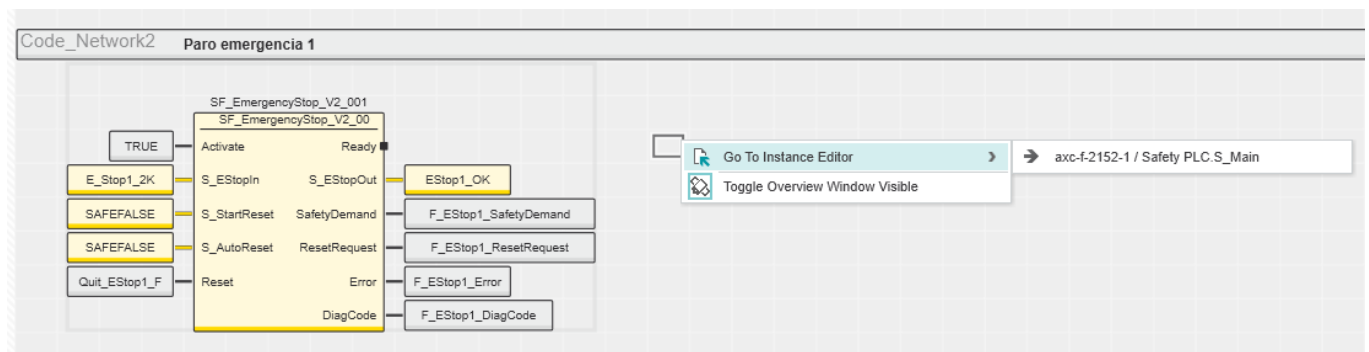 Code_Network2 Paro emergencia 1
SF_EmergencyStop_V2_001
SF_EmergencyStop_V2_00
TRUE Activate Ready
E_Stop1_2K S_EStopIn S_EStopOut EStop1_OK
SAFEFALSE S_StartReset SafetyDemand F_EStop1_SafetyDemand
SAFEFALSE S_AutoReset ResetRequest F_EStop1_ResetRequest
Quit_EStop1_F Reset Error F_EStop1_Error
DiagCode F_EStop1_DiagCode
Go To Instance Editor axc-f-2152-1 / Safety PLC.S_Main
Toggle Overview Window Visible